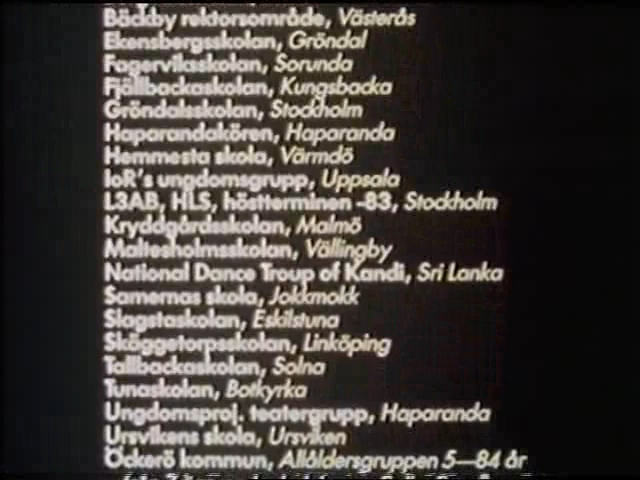 Bäckby rektorsområde, Västerås
Ekensbergsskolan, Gröndal
Fagerviksskolan, Sorunda
Fjällbackaskolan, Kungsbacka
Gröndalsskolan, Stockholm
Haparandakören, Haparanda
Hemmesta skola, Värmdö
IoR's ungdomsgrupp, Uppsala
L3AB, HLS, höstterminen -83, Stockholm
Kryddgårdsskolan, Malmö
Maltesholmsskolan, Vällingby
National Dance Troup of Kandi, Sri Lanka
Samernas skola, Jokkmokk
Slagstaskolan, Eskilstuna
Skäggetorpsskolan, Linköping
Tallbackaskolan, Solna
Tunaskolan, Botkyrka
Ungdomsproj. teatergrupp, Haparanda
Ursvikens skola, Ursviken
Öckerö kommun, Allåldersgruppen 5—84 år